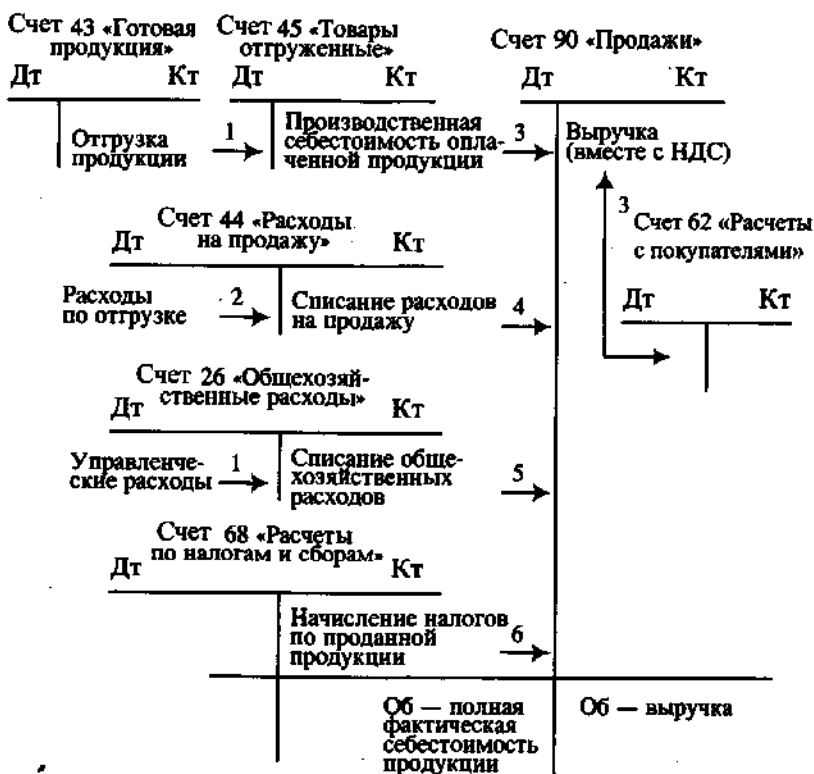 Счет 43 «Готовая
продукция»
Дт Кт
Счет 45 «Товары
отгруженные»
Дт Кт
Счет 90 «Продажи»
Дт Кт
Отгрузка
продукции
1
Производственная
себестоимость опла-
ченной продукции
3
Выручка
(вместе с НДС)
3
Счет 62 «Расчеты
с покупателями»
Дт Кт
Счет 44 «Расходы
на продажу»
Дт Кт
Расходы
по отгрузке
2
Списание расходов
на продажу
4
Счет 26 «Общехозяй-
ственные расходы»
Дт Кт
Управленче-
ские расходы
1
Списание обще-
хозяйственных
расходов
5
Счет 68 «Расчеты
по налогам и сборам»
Дт Кт
Начисление налогов
по проданной
продукции
6
Об — полная
фактическая
себестоимость
продукции
Об — выручка